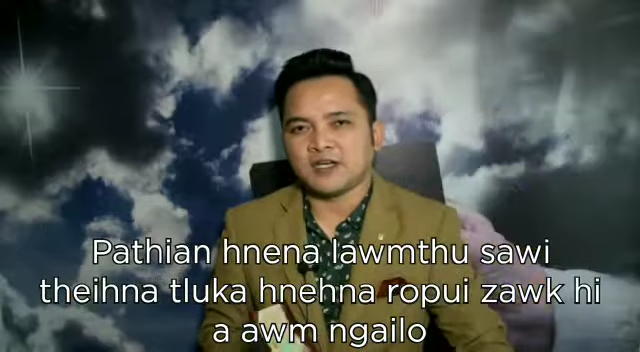 Pathian hnena lawmthu sawi
theihna tluka hnehna ropui zawk hi
a awm ngailo